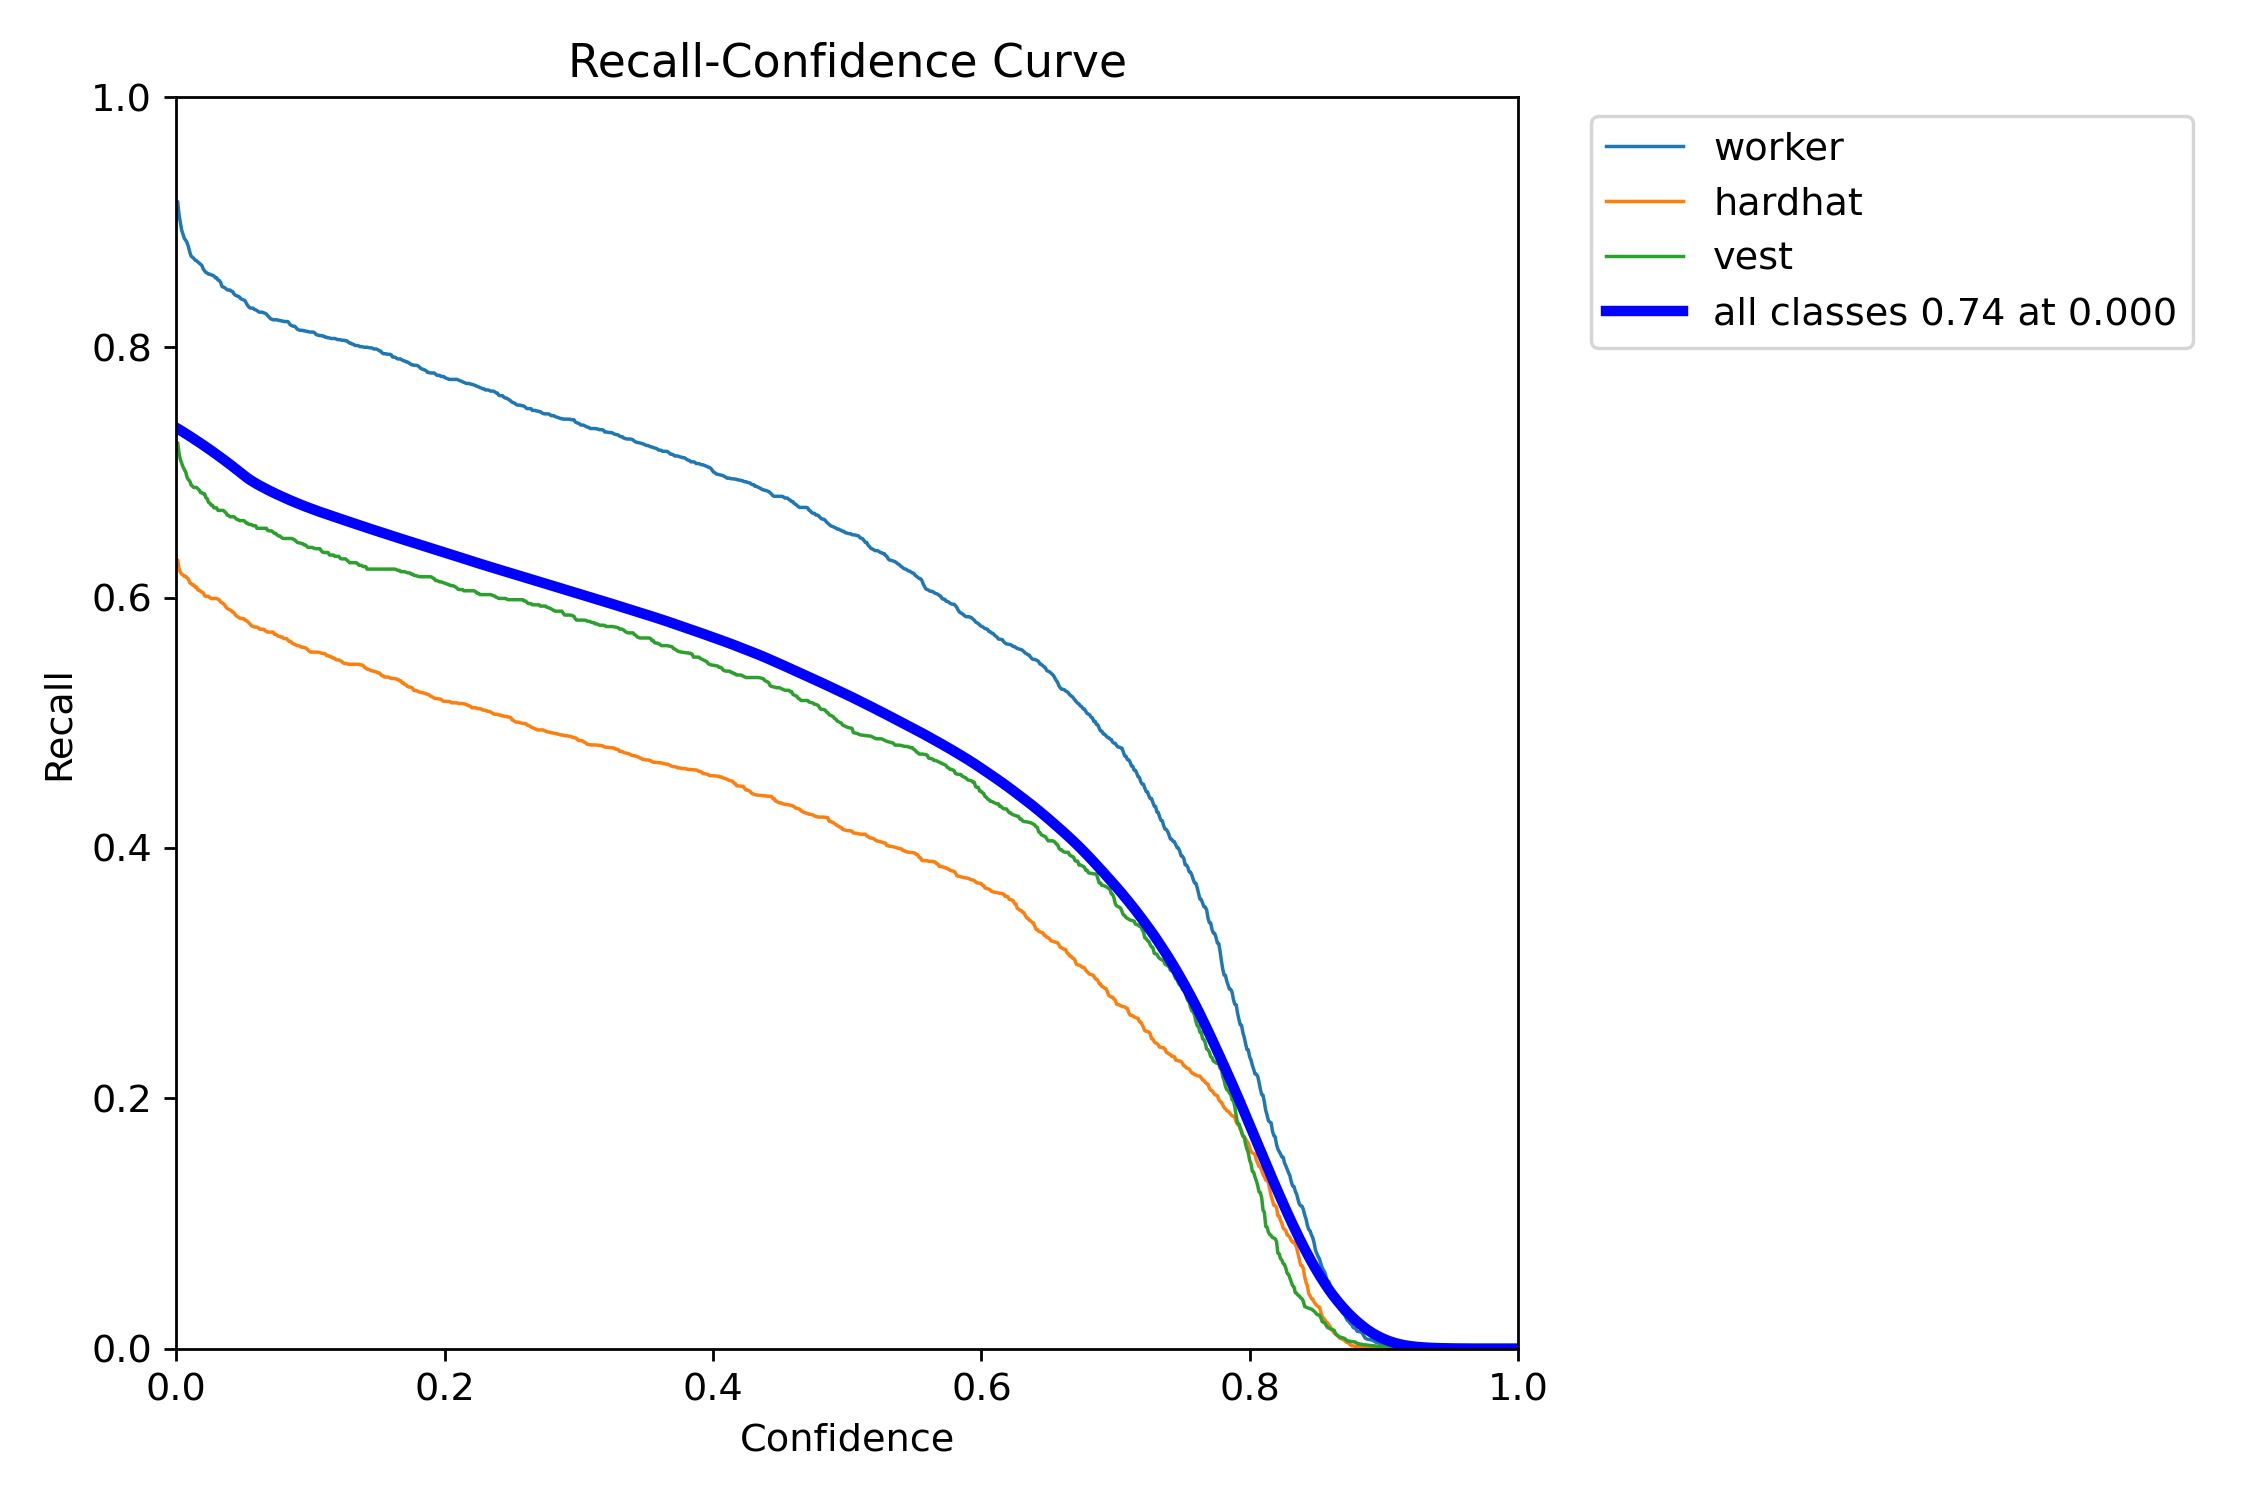 Recall-Confidence Curve
1.0
0.8
0.6
0.4
0.2
0.0
Recall
0.0 0.2 0.4 0.6 0.8 1.0
Confidence
worker
hardhat
vest
all classes 0.74 at 0.000